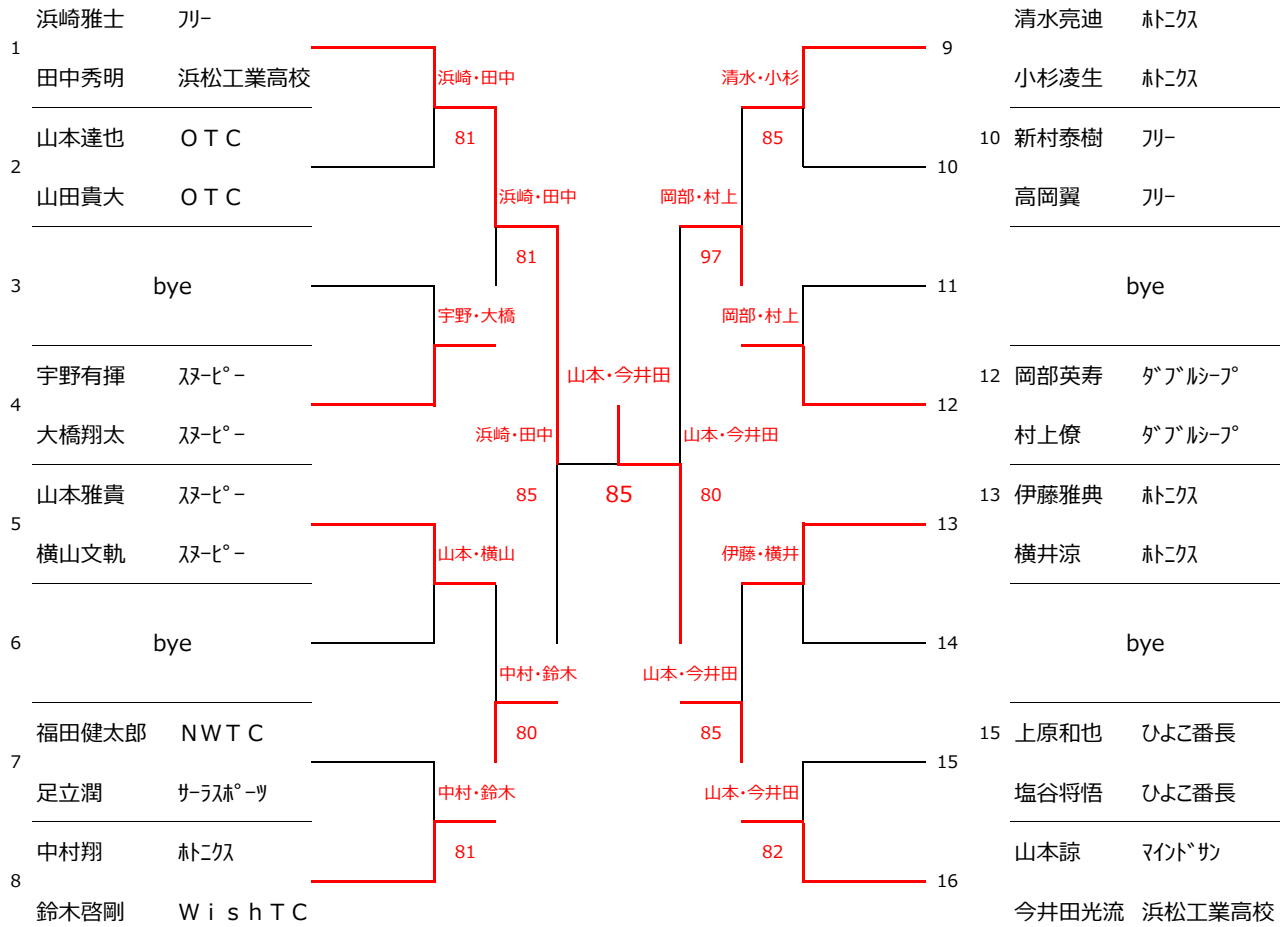 浜崎雅士 ﾌﾘｰ
1
田中秀明 浜松工業高校
浜崎・田中
山本達也 ＯＴＣ
81
2
山田貴大 ＯＴＣ
浜崎・田中
81
3 bye
宇野・大橋
宇野有揮 ｽﾇｰﾋﾟｰ
4
大橋翔太 ｽﾇｰﾋﾟｰ
浜崎・田中
山本雅貴 ｽﾇｰﾋﾟｰ
85
5
横山文軌 ｽﾇｰﾋﾟｰ
山本・横山
6 bye
中村・鈴木
福田健太郎 ＮＷＴＣ
80
7
足立潤 ｻｰﾗｽﾎﾟｰﾂ
中村・鈴木
中村翔 ﾎﾄﾆｸｽ
81
8
鈴木啓剛 ＷｉｓｈＴＣ
山本・今井田
85
清水亮迪 ﾎﾄﾆｸｽ
9
清水・小杉
小杉凌生 ﾎﾄﾆｸｽ
85
10 新村泰樹 ﾌﾘｰ
10
岡部・村上
高岡翼 ﾌﾘｰ
97
11
bye
岡部・村上
12 岡部英寿 ﾀﾞﾌﾞﾙｼｰﾌﾟ
12
山本・今井田
村上僚 ﾀﾞﾌﾞﾙｼｰﾌﾟ
80
13 伊藤雅典 ﾎﾄﾆｸｽ
13
伊藤・横井
横井涼 ﾎﾄﾆｸｽ
14
bye
山本・今井田
85
15 上原和也 ひよこ番長
15
山本・今井田
塩谷将悟 ひよこ番長
82
山本諒 ﾏｲﾝﾄﾞｻﾝ
16
今井田光流 浜松工業高校